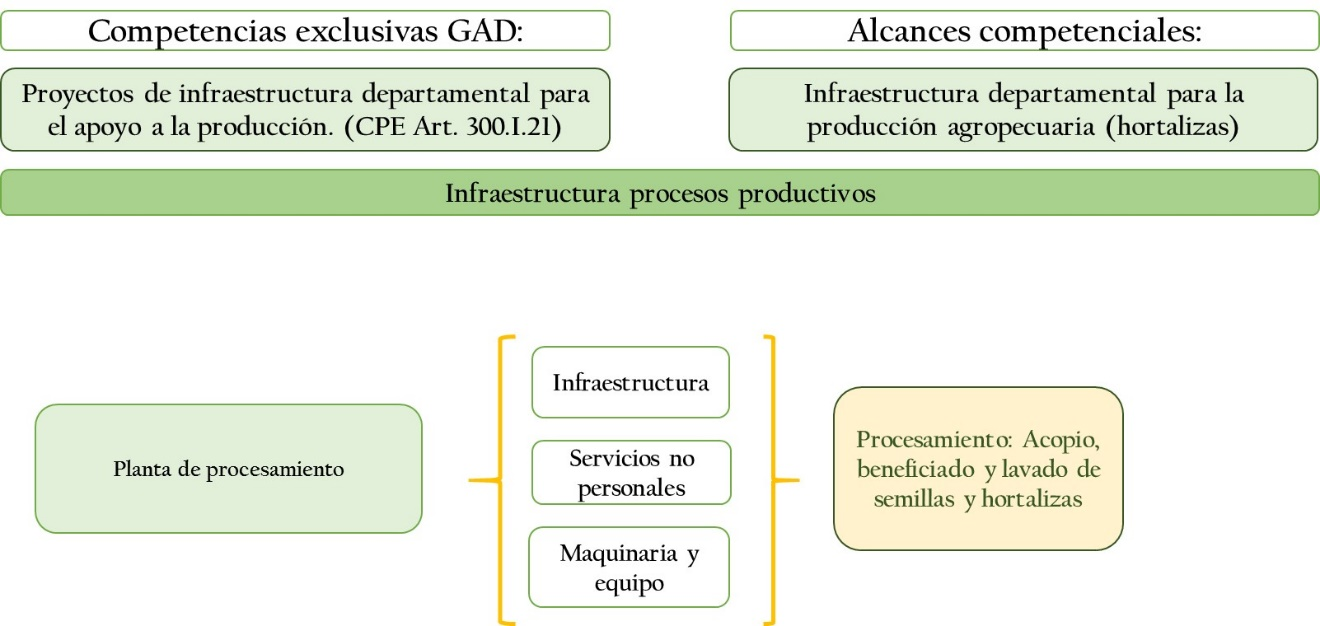 Competencias exclusivas GAD:
Alcances competenciales:
Proyectos de infraestructura departamental para
el apoyo a la producción. (CPE Art. 300.I.21)
Infraestructura departamental para la
producción agropecuaria (hortalizas)
Infraestructura procesos productivos
Planta de procesamiento
Infraestructura
Servicios no
personales
Maquinaria y
equipo
Procesamiento: Acopio,
beneficiado y lavado de
semillas y hortalizas